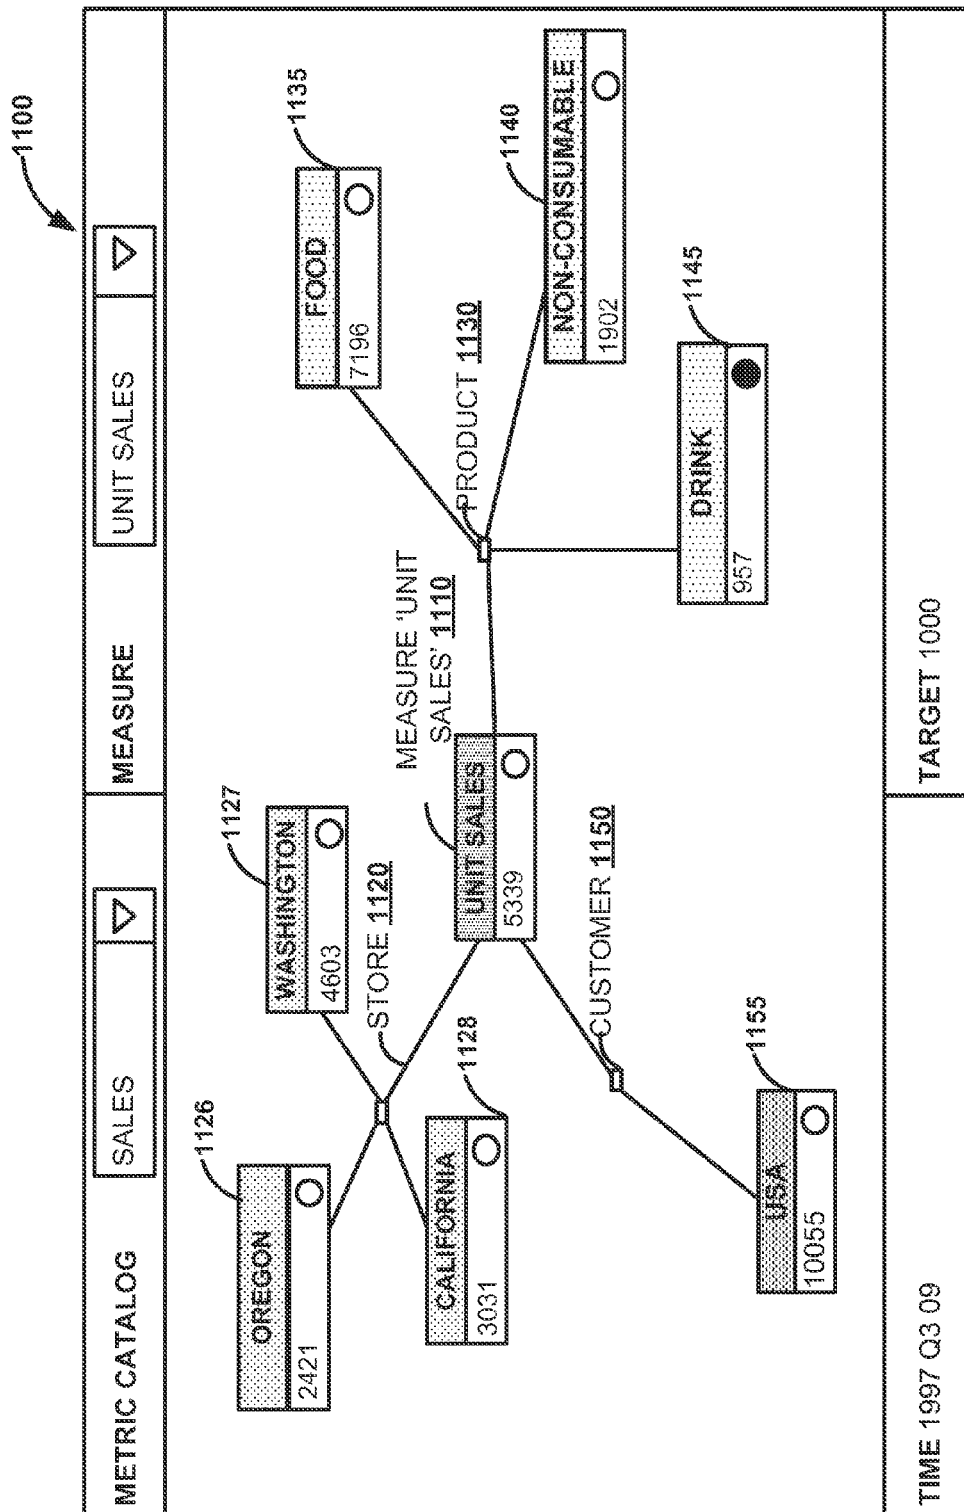 1100
METRIC CATALOG
SALES
MEASURE
UNIT SALES
OREGON
2421
1126
WASHINGTON
4603
1127
STORE 1120
CALIFORNIA
3031
1128
MEASURE 'UNIT
SALES' 1110
UNIT SALES
5339
CUSTOMER 1150
USA
10055
1155
PRODUCT 1130
FOOD
7196
1135
NON-CONSUMABLE
1902
1140
DRINK
957
1145
TIME 1997 Q3 09
TARGET 1000